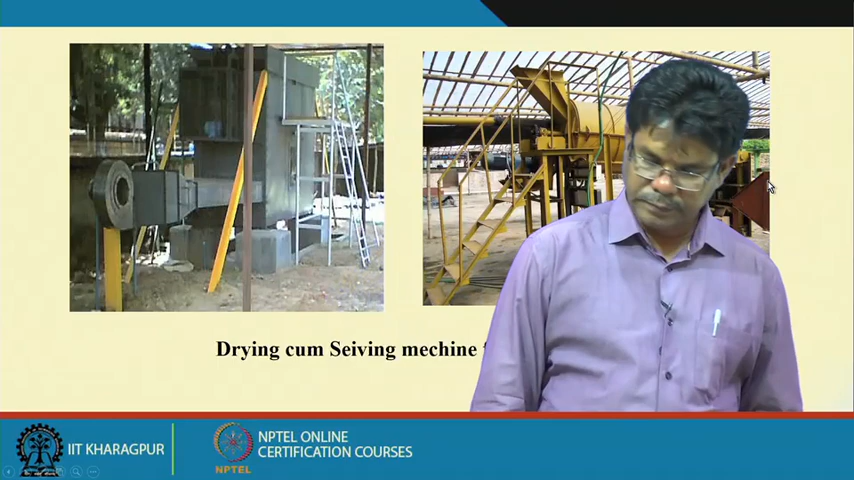 Drying cum Seiving mechine
IIT KHARAGPUR
NPTEL
NPTEL ONLINE
CERTIFICATION COURSES